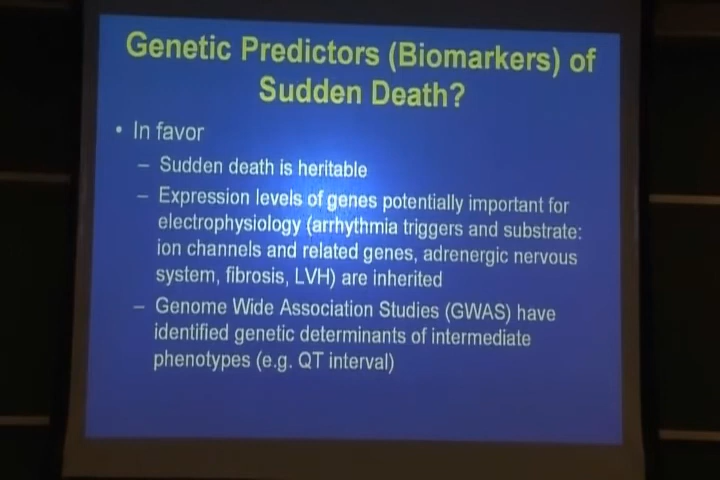 Genetic Predictors (Biomarkers) of
Sudden Death?
• In favor
– Sudden death is heritable
– Expression levels of genes potentially important for
electrophysiology (arrhythmia triggers and substrate:
ion channels and related genes, adrenergic nervous
system, fibrosis, LVH) are inherited
– Genome Wide Association Studies (GWAS) have
identified genetic determinants of intermediate
phenotypes (e.g. QT interval)